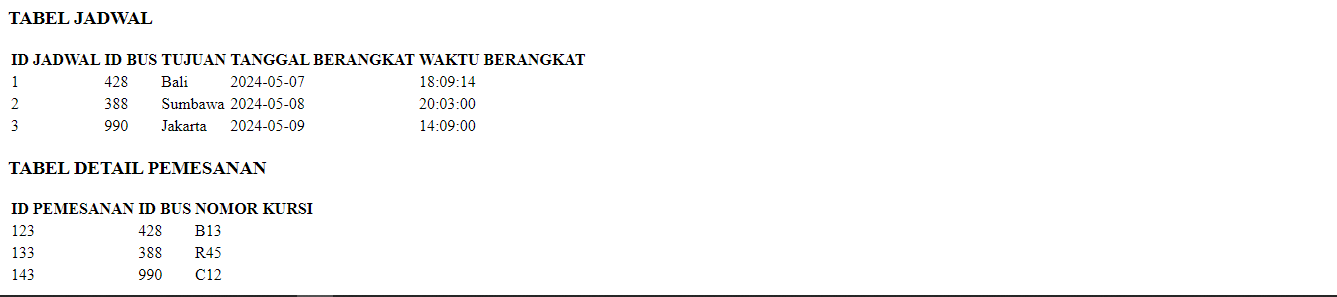 TABEL JADWAL
ID JADWAL ID BUS TUJUAN TANGGAL BERANGKAT WAKTU BERANGKAT
1 428 Bali 2024-05-07 18:09:14
2 388 Sumbawa 2024-05-08 20:03:00
3 990 Jakarta 2024-05-09 14:09:00
TABEL DETAIL PEMESANAN
ID PEMESANAN ID BUS NOMOR KURSI
123 428 B13
133 388 R45
143 990 C12